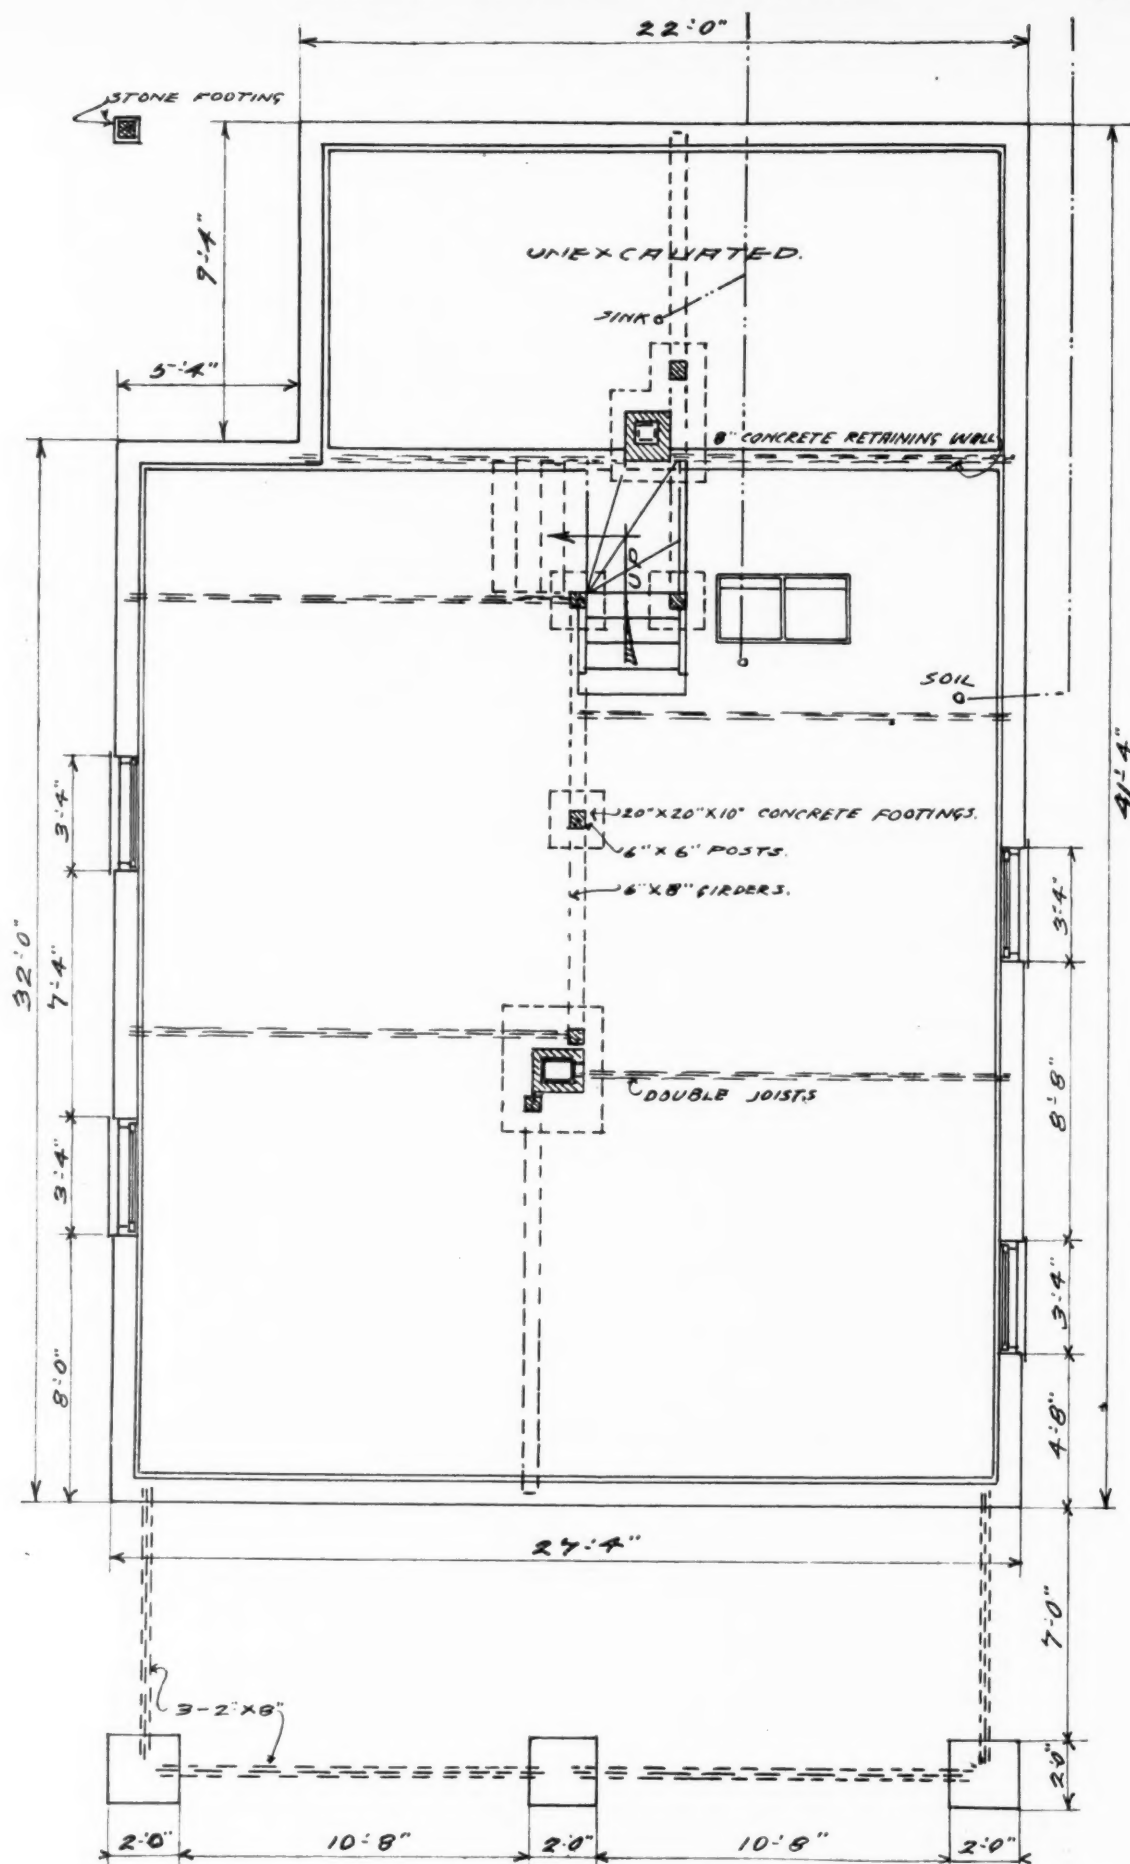 22'-0"
STONE FOOTING
9'-4"
UNEXCAVATED.
SINK
5'-4"
8" CONCRETE RETAINING WALL
UP
SOIL
41'-4"
3'-4"
20"X20"X10" CONCRETE FOOTINGS.
6" X 6" POSTS.
6" X 8" GIRDERS.
3'-4"
32'-0"
7'-4"
DOUBLE JOISTS
8'-8"
3'-4"
3'-4"
8'-0"
4'-8"
27'-4"
7'-0"
3-2"X8"
2'-0"
2'-0"
10'-8"
2'-0"
10'-8"
2'-0"